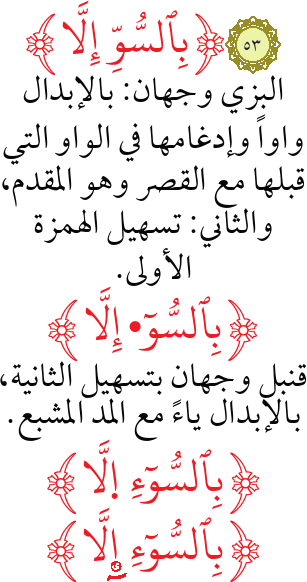 ﴿بِٱلسُّوِّ إِلَّا﴾ ٥٣
البزي وجهان: بالإبدال
واواً وإدغامها في الواو التي
قبلها مع القصر وهو المقدم،
والثاني: تسهيل الهمزة
الأولى.
﴿بِٱلسُّوٓ• إِلَّا﴾
قنبل وجهان بتسهيل الثانية،
بالإبدال ياءً مع المد المشبع.
﴿بِٱلسُّوٓءِ اِ۬لَّا﴾
﴿بِٱلسُّوٓءِ إِلَّا﴾